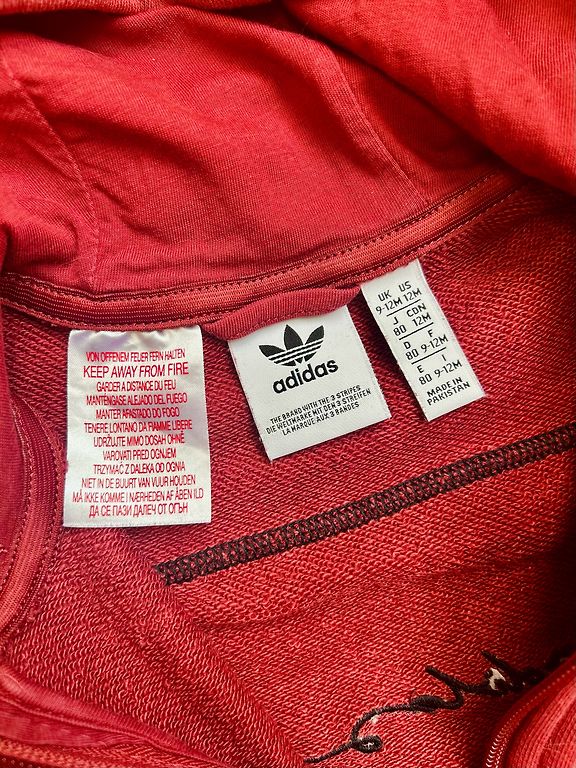 VON OFFENEM FEUER FERN HALTEN
KEEP AWAY FROM FIRE
GARDER A DISTANCE DU FEU
MANTÉNGASE ALEJADO DEL FUEGO
MANTER AFASTADO DO FOGO
TENERE LONTANO DA FIAMME LIBERE
UDRŽUJTE MIMO DOSAH OHNĚ
VAROVATI PRED OGNJEM
TRZYMAĆ Z DALEKA OD OGNIA
NIET IN DE BUURT VAN VUUR HOUDEN
MÅ IKKE KOMME I NÆRHEDEN AF ÅBEN ILD
ДА СЕ ПАЗИ ДАЛЕЧ ОТ ОГЪН
adidas
THE BRAND WITH THE 3 STRIPES
DIE WELTMARKE MIT DEN 3 STREIFEN
LA MARQUE AUX 3 BANDES
UK US
9-12M 12M
J CDN
80 12M
D F
80 9-12M
E I
80 9-12M
MADE IN
PAKISTAN